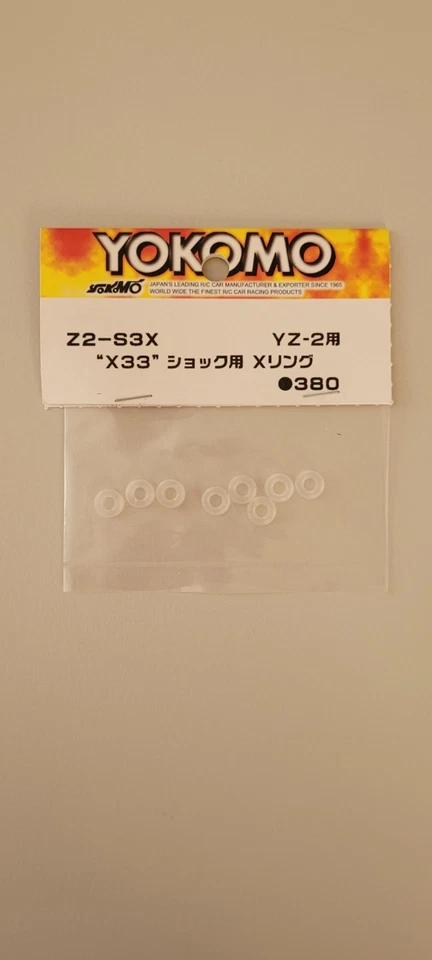 YOKOMO
YOKOMO JAPAN'S LEADING R/C CAR MANUFACTURER & EXPORTER SINCE 1965
WORLD WIDE THE FINEST R/C CAR RACING PRODUCTS
Z2-S3X YZ-2用
“X33” ショック用 Xリング
●380